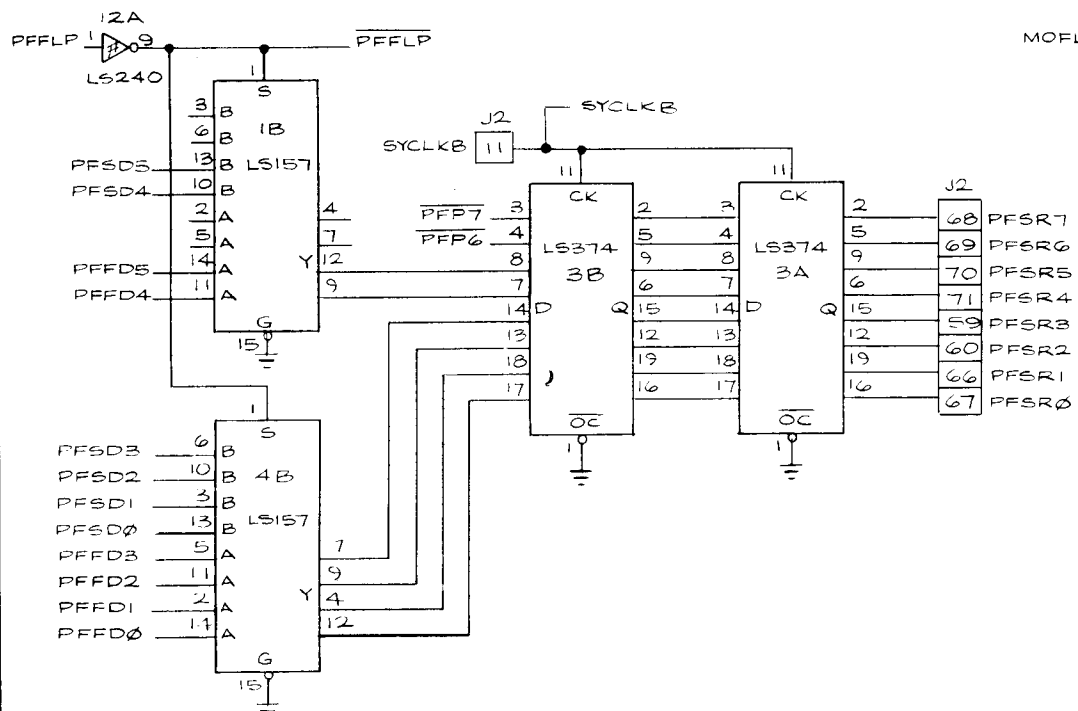 12A
PFFLP 1 9 PFFLP
LS240
MOFL
1
S
3 B
6 B
1B
LS157
PFSD5 13 B
PFSD4 10 B
2 A
5 A
PFFD5 14 A
PFFD4 11 A
4
7
Y 12
9
G
15
1
S
PFSD3 6 B
PFSD2 10 B
PFSD1 3 B
PFSDØ 13 B
PFFD3 5 A
PFFD2 11 A
PFFD1 2 A
PFFDØ 14 A
4B
LS157
7
9
Y 4
12
G
15
SYCLKB
J2
SYCLKB 11
11
CK
PFP7 3
PFP6 4
8
7
14 D
13
18
17
LS374
3B
2
5
9
6
Q 15
12
19
16
OC
1
11
CK
3
4
8
7
14 D
13
18
17
LS374
3A
2
5
9
6
Q 15
12
19
16
OC
1
J2
68 PFSR7
69 PFSR6
70 PFSR5
71 PFSR4
59 PFSR3
60 PFSR2
66 PFSR1
67 PFSRØ